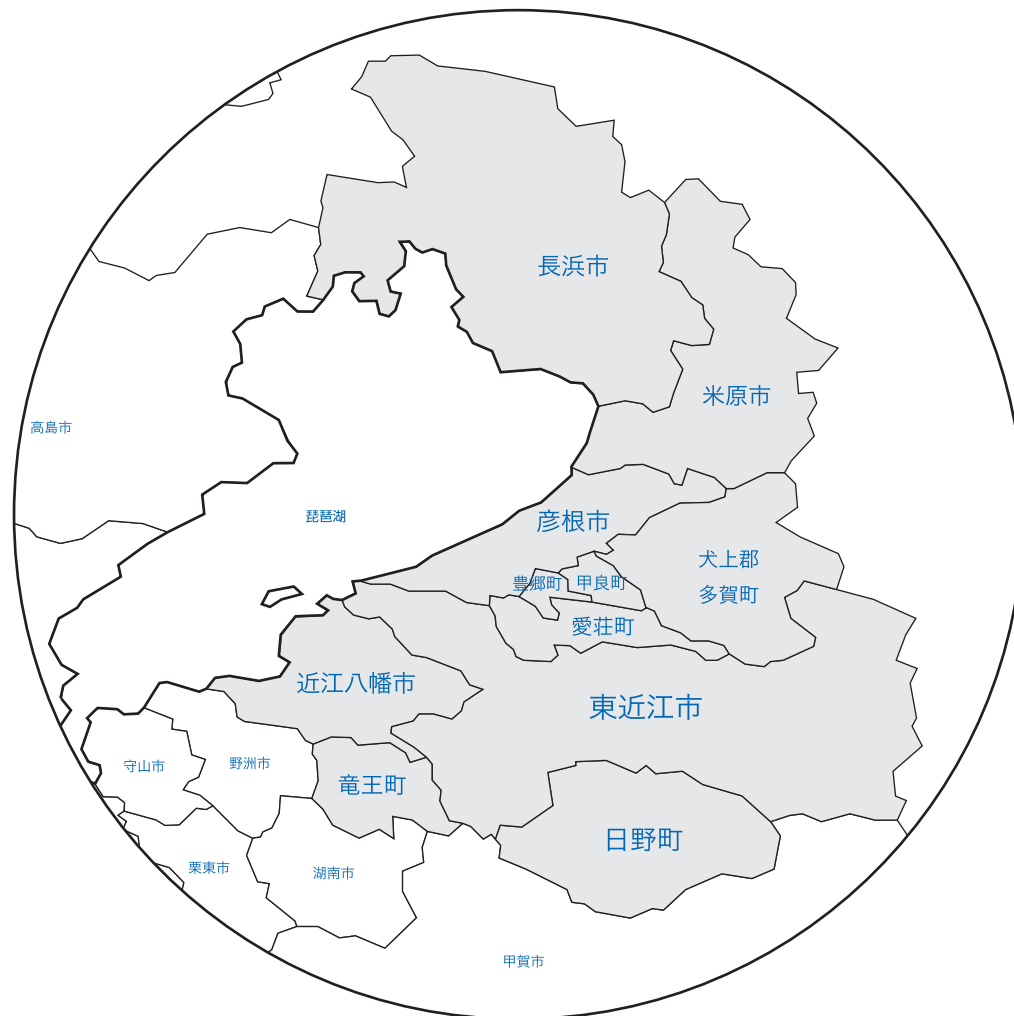 長浜市
米原市
高島市
琵琶湖
彦根市
犬上郡
多賀町
豊郷町
甲良町
愛荘町
近江八幡市
東近江市
守山市
野洲市
竜王町
日野町
栗東市
湖南市
甲賀市